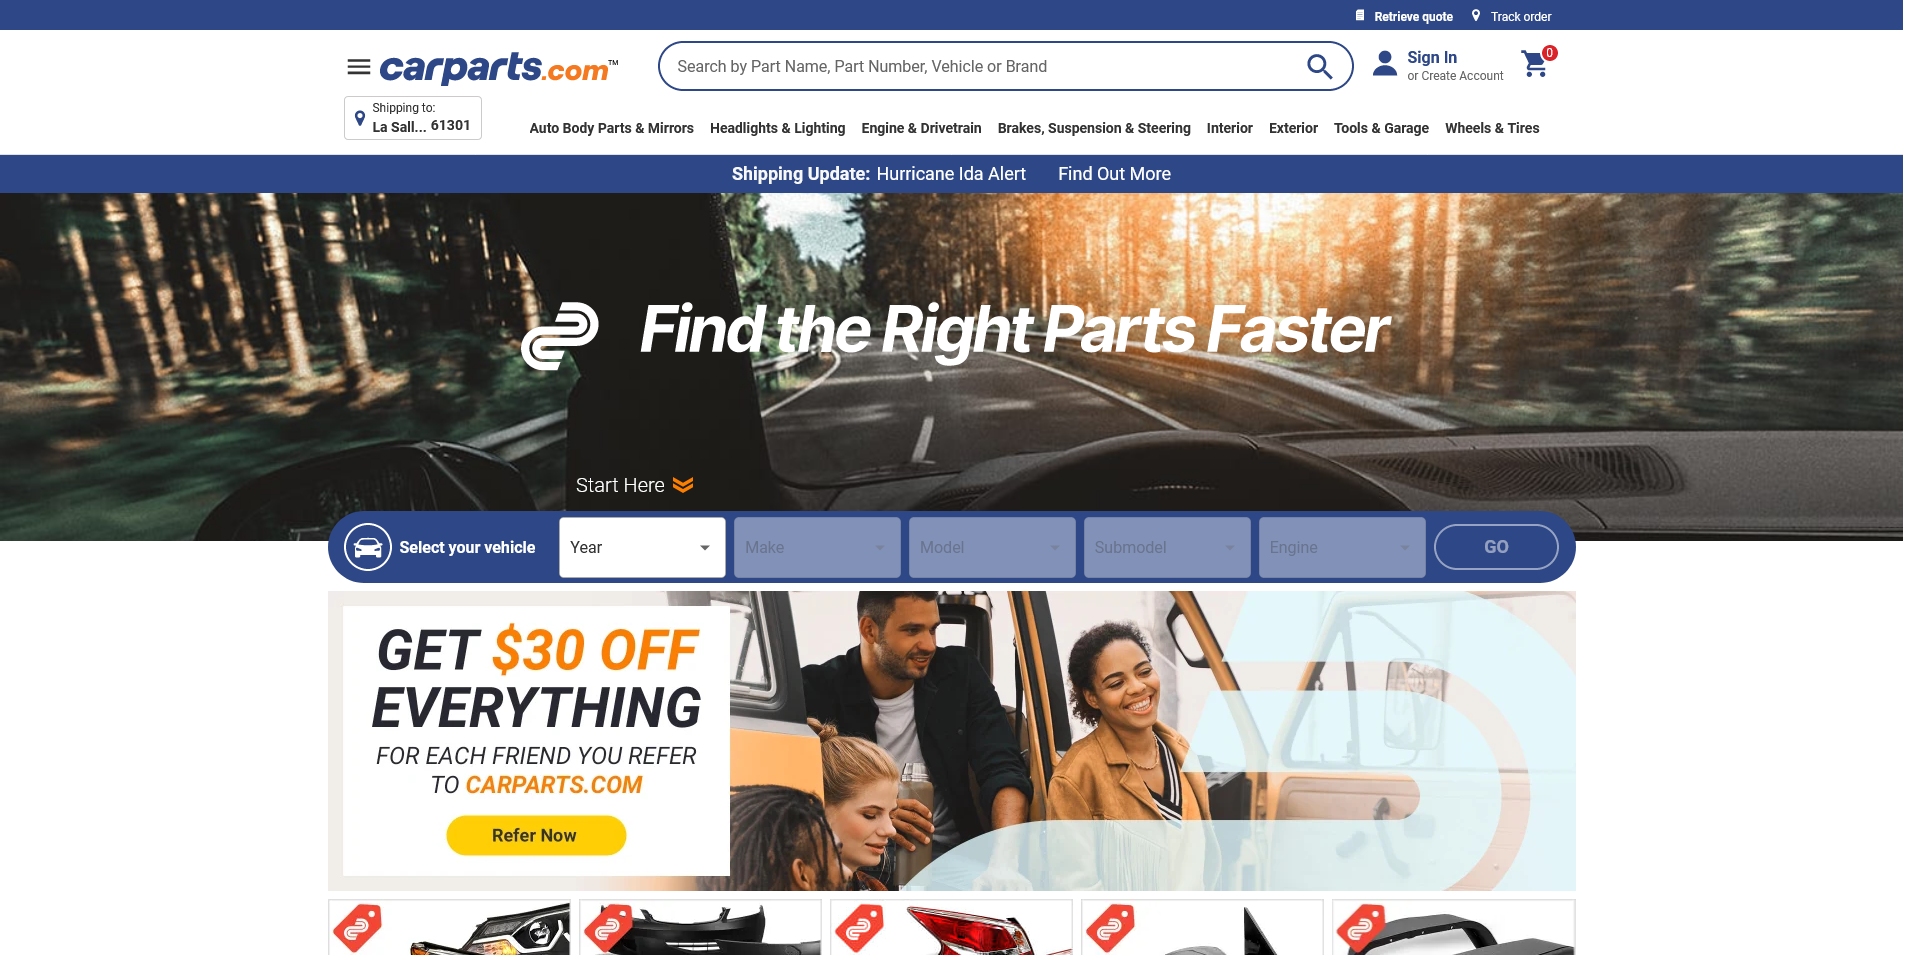 Retrieve quote
Track order
carparts.com™
Search by Part Name, Part Number, Vehicle or Brand
Sign In
or Create Account
0
Shipping to:
La Sall... 61301
Auto Body Parts & Mirrors
Headlights & Lighting
Engine & Drivetrain
Brakes, Suspension & Steering
Interior
Exterior
Tools & Garage
Wheels & Tires
Shipping Update: Hurricane Ida Alert Find Out More
Find the Right Parts Faster
Start Here
Select your vehicle
Year
Make
Model
Submodel
Engine
GO
GET $30 OFF
EVERYTHING
FOR EACH FRIEND YOU REFER
TO CARPARTS.COM
Refer Now